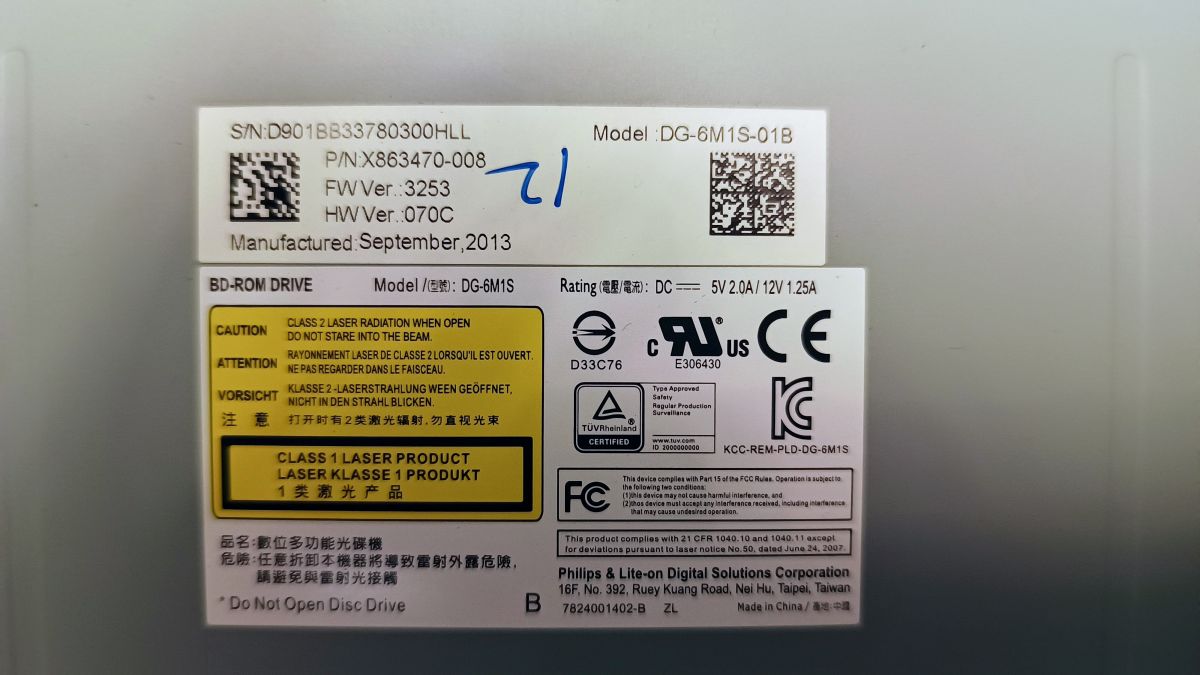 S/N:D901BB33780300HLL
Model :DG-6M1S-01B
P/N:X863470-008
FW Ver.:3253
HW Ver.:070C
Manufactured:September,2013
21
BD-ROM DRIVE
Model /(型號): DG-6M1S
Rating (電壓/電流): DC 5V 2.0A / 12V 1.25A
CAUTION
CLASS 2 LASER RADIATION WHEN OPEN
DO NOT STARE INTO THE BEAM.
ATTENTION
RAYONNEMENT LASER DE CLASSE 2 LORSQU'IL EST OUVERT.
NE PAS REGARDER DANS LE FAISCEAU.
VORSICHT
KLASSE 2 -LASERSTRAHLUNG WEEN GEÖFFNET,
NICHT IN DEN STRAHL BLICKEN.
注 意
打开时有2类激光辐射,勿直视光束
CLASS 1 LASER PRODUCT
LASER KLASSE 1 PRODUKT
1 类 激 光 产 品
D33C76
c RU ® US
E306430
CE
TÜVRheinland ®
CERTIFIED
Type Approved
Safety
Regular Production
Survaillance
www.tuv.com
ID 2000000000
KCC-REM-PLD-DG-6M1S
FC
This device complies with Part 15 of the FCC Rules. Operation is subject to
the following two conditions:
(1)this device may not cause harmful interference, and
(2)thos device must accept any interference received, including interference
that may cause undesired operation.
This product complies with 21 CFR 1040.10 and 1040.11 except
for deviations pursuant to laser notice No.50, dated June 24, 2007.
品名:數位多功能光碟機
危險:任意拆卸本機器將導致雷射外露危險,
請避免與雷射光接觸
* Do Not Open Disc Drive
B
Philips & Lite-on Digital Solutions Corporation
16F, No. 392, Ruey Kuang Road, Nei Hu, Taipei, Taiwan
7824001402-B ZL
Made in China / 產地:中國